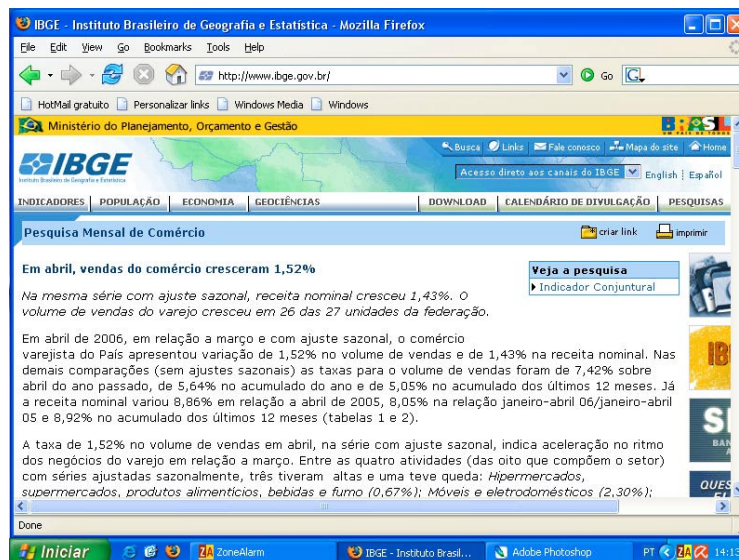 IBGE - Instituto Brasileiro de Geografia e Estatística - Mozilla Firefox
File Edit View Go Bookmarks Tools Help
http://www.ibge.gov.br/ Go
HotMail gratuito Personalizar links Windows Media Windows
Ministério do Planejamento, Orçamento e Gestão BRASIL
UM PAÍS DE TODOS
Busca Links Fale conosco Mapa do site Home
IBGE
Instituto Brasileiro de Geografia e Estatística
Acesso direto aos canais do IBGE English Español
INDICADORES POPULAÇÃO ECONOMIA GEOCIÊNCIAS DOWNLOAD CALENDÁRIO DE DIVULGAÇÃO PESQUISAS
Pesquisa Mensal de Comércio criar link imprimir
Em abril, vendas do comércio cresceram 1,52%
Veja a pesquisa
Indicador Conjuntural
Na mesma série com ajuste sazonal, receita nominal cresceu 1,43%. O
volume de vendas do varejo cresceu em 26 das 27 unidades da federação.
Em abril de 2006, em relação a março e com ajuste sazonal, o comércio
varejista do País apresentou variação de 1,52% no volume de vendas e de 1,43% na receita nominal. Nas
demais comparações (sem ajustes sazonais) as taxas para o volume de vendas foram de 7,42% sobre
abril do ano passado, de 5,64% no acumulado do ano e de 5,05% no acumulado dos últimos 12 meses. Já
a receita nominal variou 8,86% em relação a abril de 2005, 8,05% na relação janeiro-abril 06/janeiro-abril
05 e 8,92% no acumulado dos últimos 12 meses (tabelas 1 e 2).
A taxa de 1,52% no volume de vendas em abril, na série com ajuste sazonal, indica aceleração no ritmo
dos negócios do varejo em relação a março. Entre as quatro atividades (das oito que compõem o setor)
com séries ajustadas sazonalmente, três tiveram altas e uma teve queda: Hipermercados,
supermercados, produtos alimentícios, bebidas e fumo (0,67%); Móveis e eletrodomésticos (2,30%);
Done
Iniciar ZoneAlarm IBGE - Instituto Brasil... Adobe Photoshop PT 14:13